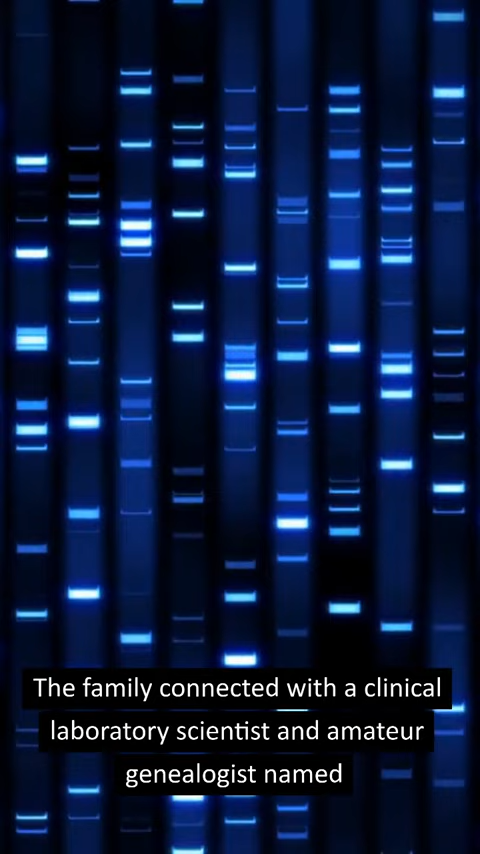 The family connected with a clinical
laboratory scientist and amateur
genealogist named